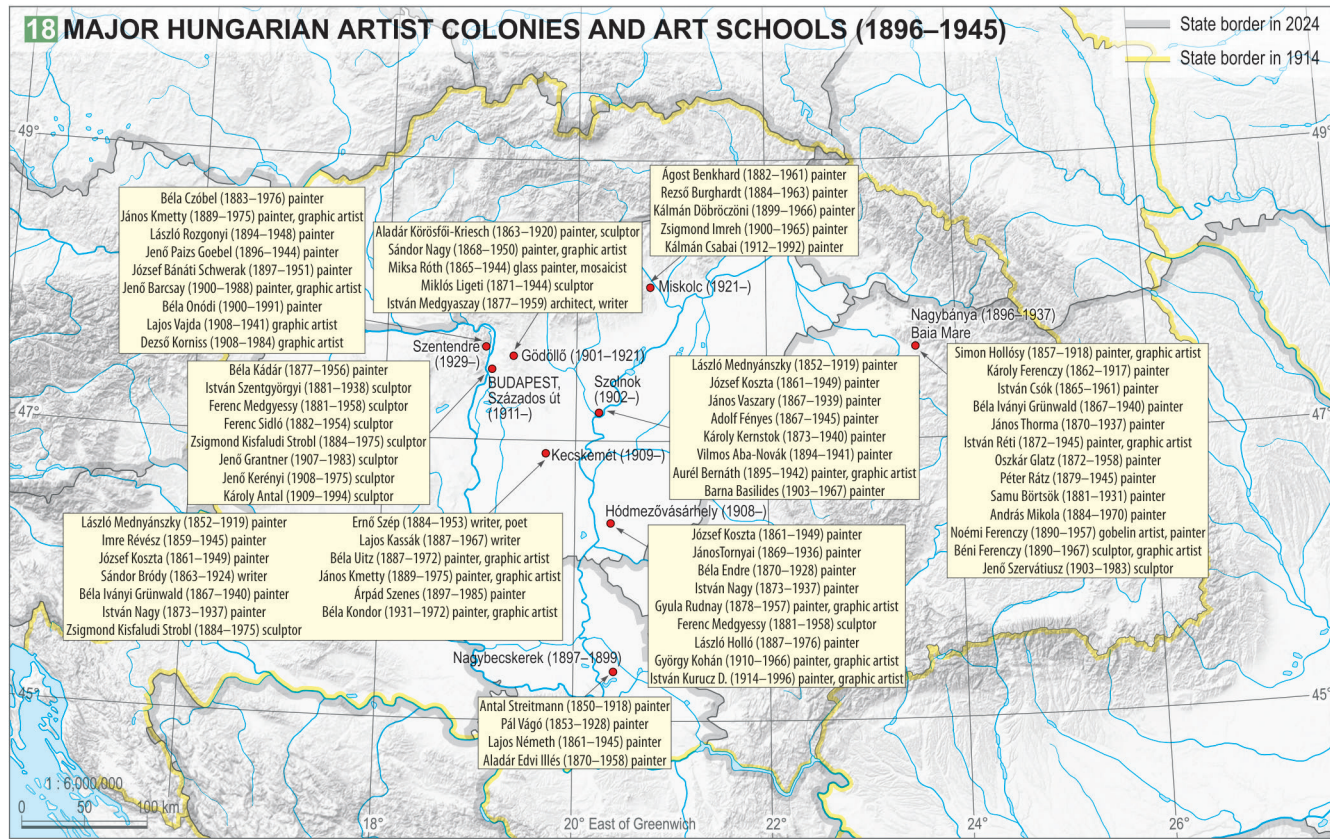 18 MAJOR HUNGARIAN ARTIST COLONIES AND ART SCHOOLS (1896–1945)
State border in 2024
State border in 1914
49°
49°
Béla Czóbel (1883–1976) painter
János Kmetty (1889–1975) painter, graphic artist
László Rozgonyi (1894–1948) painter
Jenő Paizs Goebel (1896–1944) painter
József Bánáti Schwerak (1897–1951) painter
Jenő Barcsay (1900–1988) painter, graphic artist
Béla Onódi (1900–1991) painter
Lajos Vajda (1908–1941) graphic artist
Dezső Korniss (1908–1984) graphic artist
Aladár Körösfői-Kriesch (1863–1920) painter, sculptor
Sándor Nagy (1868–1950) painter, graphic artist
Miksa Róth (1865–1944) glass painter, mosaicist
Miklós Ligeti (1871–1944) sculptor
István Medgyaszay (1877–1959) architect, writer
Ágost Benkhard (1882–1961) painter
Rezső Burghardt (1884–1963) painter
Kálmán Döbröczöni (1899–1966) painter
Zsigmond Imreh (1900–1965) painter
Kálmán Csabai (1912–1992) painter
Miskolc (1921–)
Nagybánya (1896–1937)
Baia Mare
Szentendre
(1929–)
Gödöllő (1901–1921)
BUDAPEST,
Százados út
(1911–)
Szolnok
(1902–)
Béla Kádár (1877–1956) painter
István Szentgyörgyi (1881–1938) sculptor
Ferenc Medgyessy (1881–1958) sculptor
Ferenc Sidló (1882–1954) sculptor
Zsigmond Kisfaludi Strobl (1884–1975) sculptor
Jenő Grantner (1907–1983) sculptor
Jenő Kerényi (1908–1975) sculptor
Károly Antal (1909–1994) sculptor
László Mednyánszky (1852–1919) painter
József Koszta (1861–1949) painter
János Vaszary (1867–1939) painter
Adolf Fényes (1867–1945) painter
Károly Kernstok (1873–1940) painter
Vilmos Aba-Novák (1894–1941) painter
Aurél Bernáth (1895–1942) painter, graphic artist
Barna Basilides (1903–1967) painter
Simon Hollósy (1857–1918) painter, graphic artist
Károly Ferenczy (1862–1917) painter
István Csók (1865–1961) painter
Béla Iványi Grünwald (1867–1940) painter
János Thorma (1870–1937) painter
István Réti (1872–1945) painter, graphic artist
Oszkár Glatz (1872–1958) painter
Péter Rátz (1879–1945) painter
Samu Börtsök (1881–1931) painter
András Mikola (1884–1970) painter
Noémi Ferenczy (1890–1957) gobelin artist, painter
Béni Ferenczy (1890–1967) sculptor, graphic artist
Jenő Szervátiusz (1903–1983) sculptor
47°
47°
Kecskemét (1909–)
Hódmezővásárhely (1908–)
László Mednyánszky (1852–1919) painter
Imre Révész (1859–1945) painter
József Koszta (1861–1949) painter
Sándor Bródy (1863–1924) writer
Béla Iványi Grünwald (1867–1940) painter
István Nagy (1873–1937) painter
Zsigmond Kisfaludi Strobl (1884–1975) sculptor
Ernő Szép (1884–1953) writer, poet
Lajos Kassák (1887–1967) writer
Béla Uitz (1887–1972) painter, graphic artist
János Kmetty (1889–1975) painter, graphic artist
Árpád Szenes (1897–1985) painter
Béla Kondor (1931–1972) painter, graphic artist
József Koszta (1861–1949) painter
JánosTornyai (1869–1936) painter
Béla Endre (1870–1928) painter
István Nagy (1873–1937) painter
Gyula Rudnay (1878–1957) painter, graphic artist
Ferenc Medgyessy (1881–1958) sculptor
László Holló (1887–1976) painter
György Kohán (1910–1966) painter, graphic artist
István Kurucz D. (1914–1996) painter, graphic artist
Nagybecskerek (1897–1899)
Antal Streitmann (1850–1918) painter
Pál Vágó (1853–1928) painter
Lajos Németh (1861–1945) painter
Aladár Edvi Illés (1870–1958) painter
45°
45°
1 : 6,000,000
0 50 100 km
18° 20° East of Greenwich 22° 24° 26°